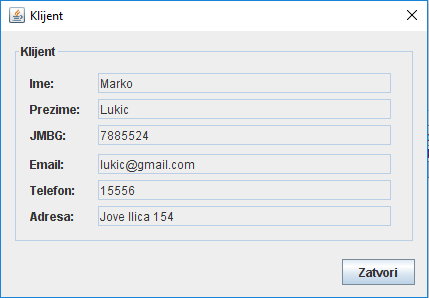 Klijent
Klijent
Ime: Marko
Prezime: Lukic
JMBG: 7885524
Email: lukic@gmail.com
Telefon: 15556
Adresa: Jove Ilica 154
Zatvori